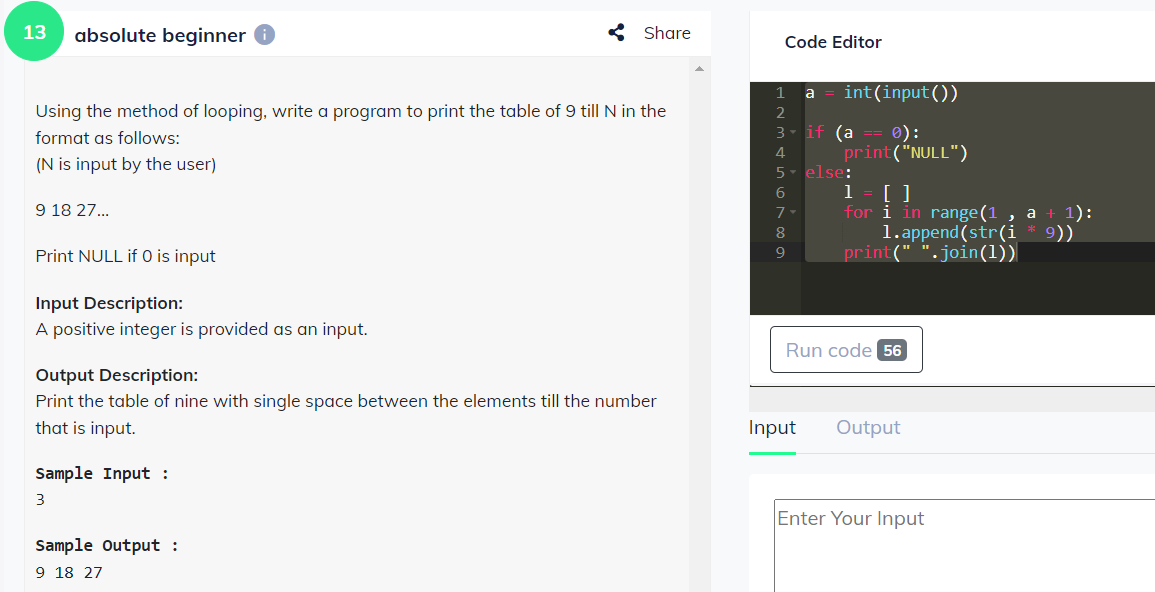 13
absolute beginner i
Share
Using the method of looping, write a program to print the table of 9 till N in the
format as follows:
(N is input by the user)
9 18 27...
Print NULL if 0 is input
Input Description:
A positive integer is provided as an input.
Output Description:
Print the table of nine with single space between the elements till the number
that is input.
Sample Input :
3
Sample Output :
9 18 27
Code Editor
1 a = int(input())
2
3 if (a == 0):
4     print("NULL")
5 else:
6     l = [ ]
7     for i in range(1 , a + 1):
8         l.append(str(i * 9))
9     print(" ".join(l))
Run code 56
Input Output
Enter Your Input